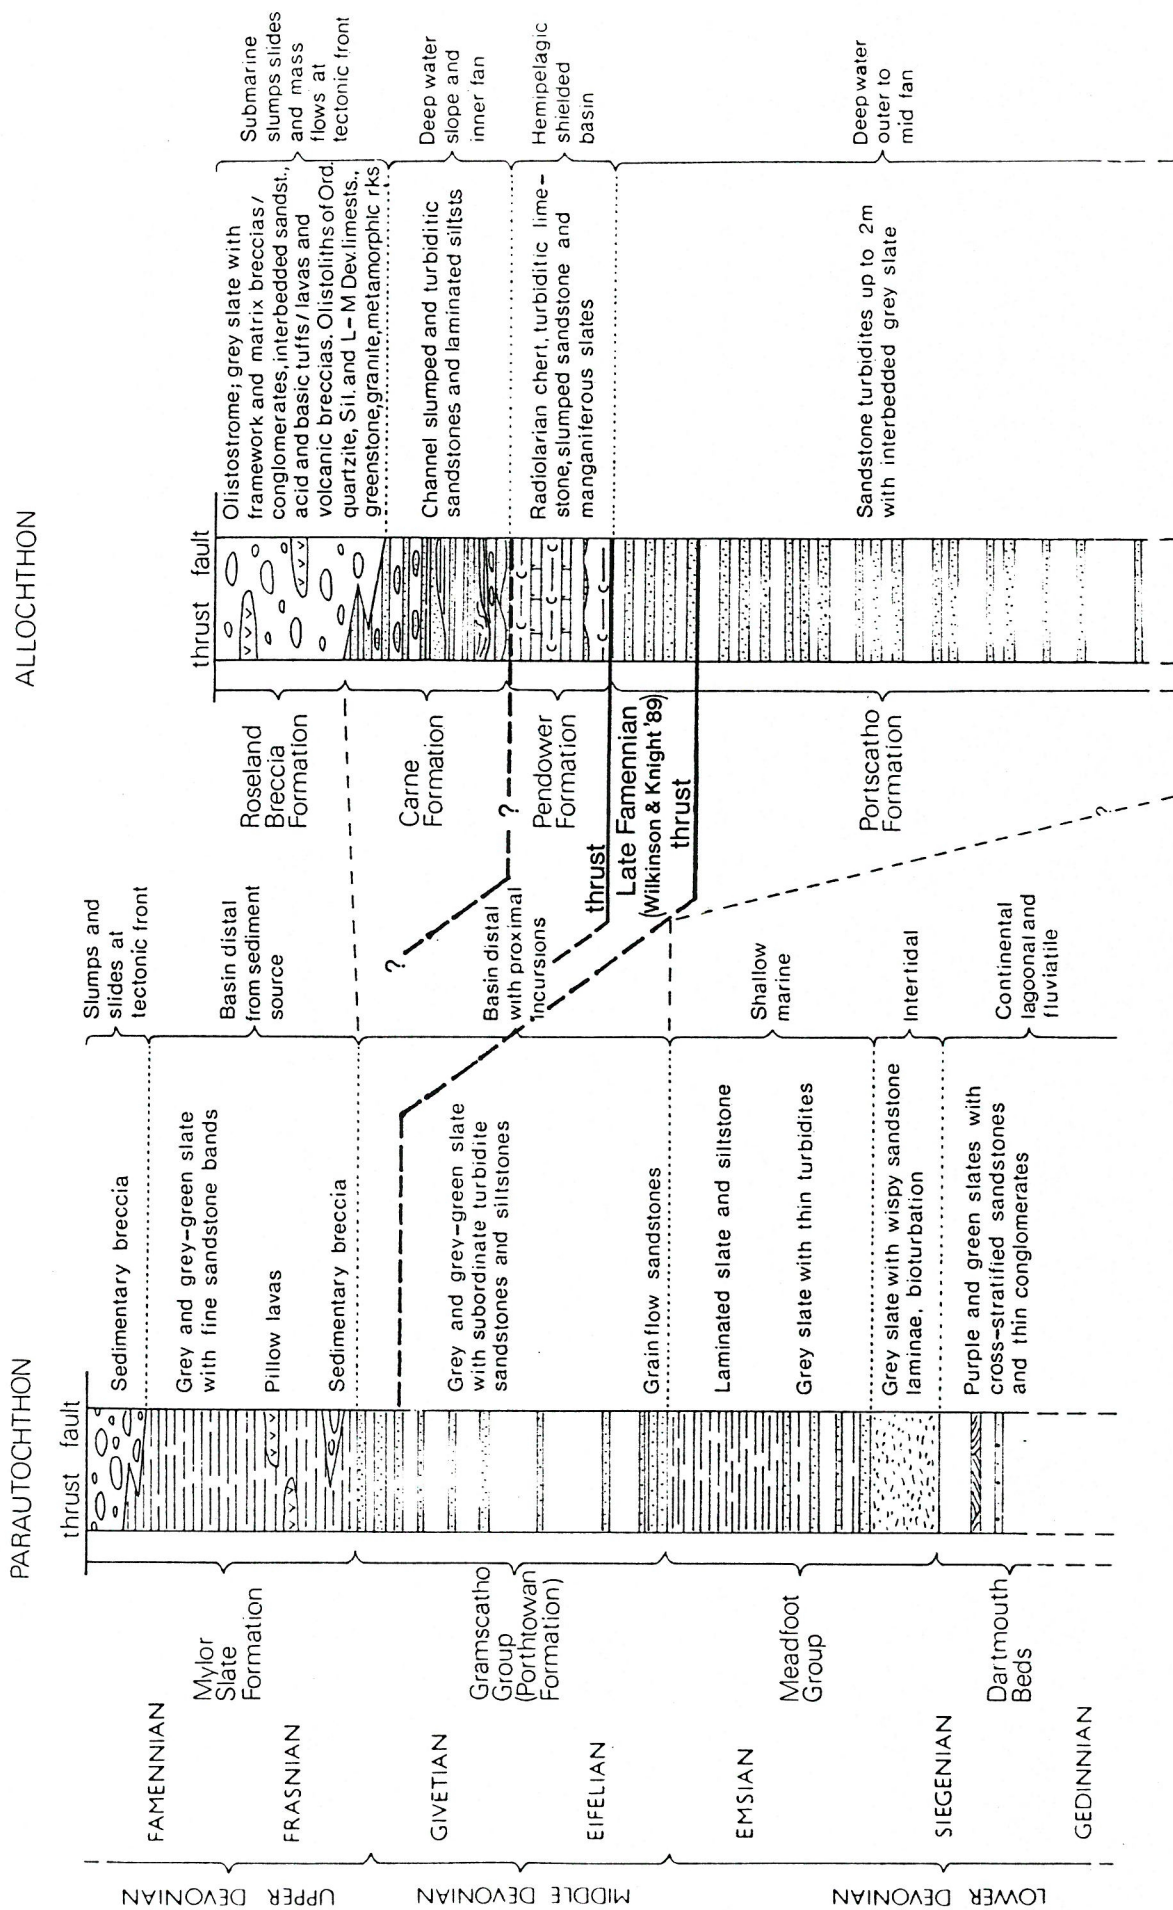 PARAUTOCHTHON
ALLOCHTHON
UPPER DEVONIAN
MIDDLE DEVONIAN
LOWER DEVONIAN
FAMENNIAN
FRASNIAN
GIVETIAN
EIFELIAN
EMSIAN
SIEGENIAN
GEDINNIAN
Mylor
Slate
Formation
Gramscatho
Group
(Porthtowan
Formation)
Meadfoot
Group
Dartmouth
Beds
thrust fault
Sedimentary breccia
Grey and grey-green slate
with fine sandstone bands
Pillow lavas
Sedimentary breccia
Grey and grey-green slate
with subordinate turbidite
sandstones and siltstones
Grain flow sandstones
Laminated slate and siltstone
Grey slate with thin turbidites
Grey slate with wispy sandstone
laminae, bioturbation
Purple and green slates with
cross-stratified sandstones
and thin conglomerates
Slumps and
slides at
tectonic front
Basin distal
from sediment
source
Basin distal
with proximal
incursions
Shallow
marine
Intertidal
Continental
lagoonal and
fluviatile
?
?
thrust
Late Famennian
(Wilkinson & Knight '89)
thrust
?
Roseland
Breccia
Formation
Carne
Formation
Pendower
Formation
Portscatho
Formation
thrust fault
Olistostrome; grey slate with
framework and matrix breccias/
conglomerates, interbedded sandst.,
acid and basic tuffs/lavas and
volcanic breccias. Olistoliths of Ord.
quartzite, Sil. and L-M Dev. limests.,
greenstone, granite, metamorphic rks
Channel slumped and turbiditic
sandstones and laminated siltsts
Radiolarian chert, turbiditic lime-
stone, slumped sandstone and
manganiferous slates
Sandstone turbidites up to 2m
with interbedded grey slate
Submarine
slumps slides
and mass
flows at
tectonic front
Deep water
slope and
inner fan
Hemipelagic
shielded
basin
Deep water
outer to
mid fan